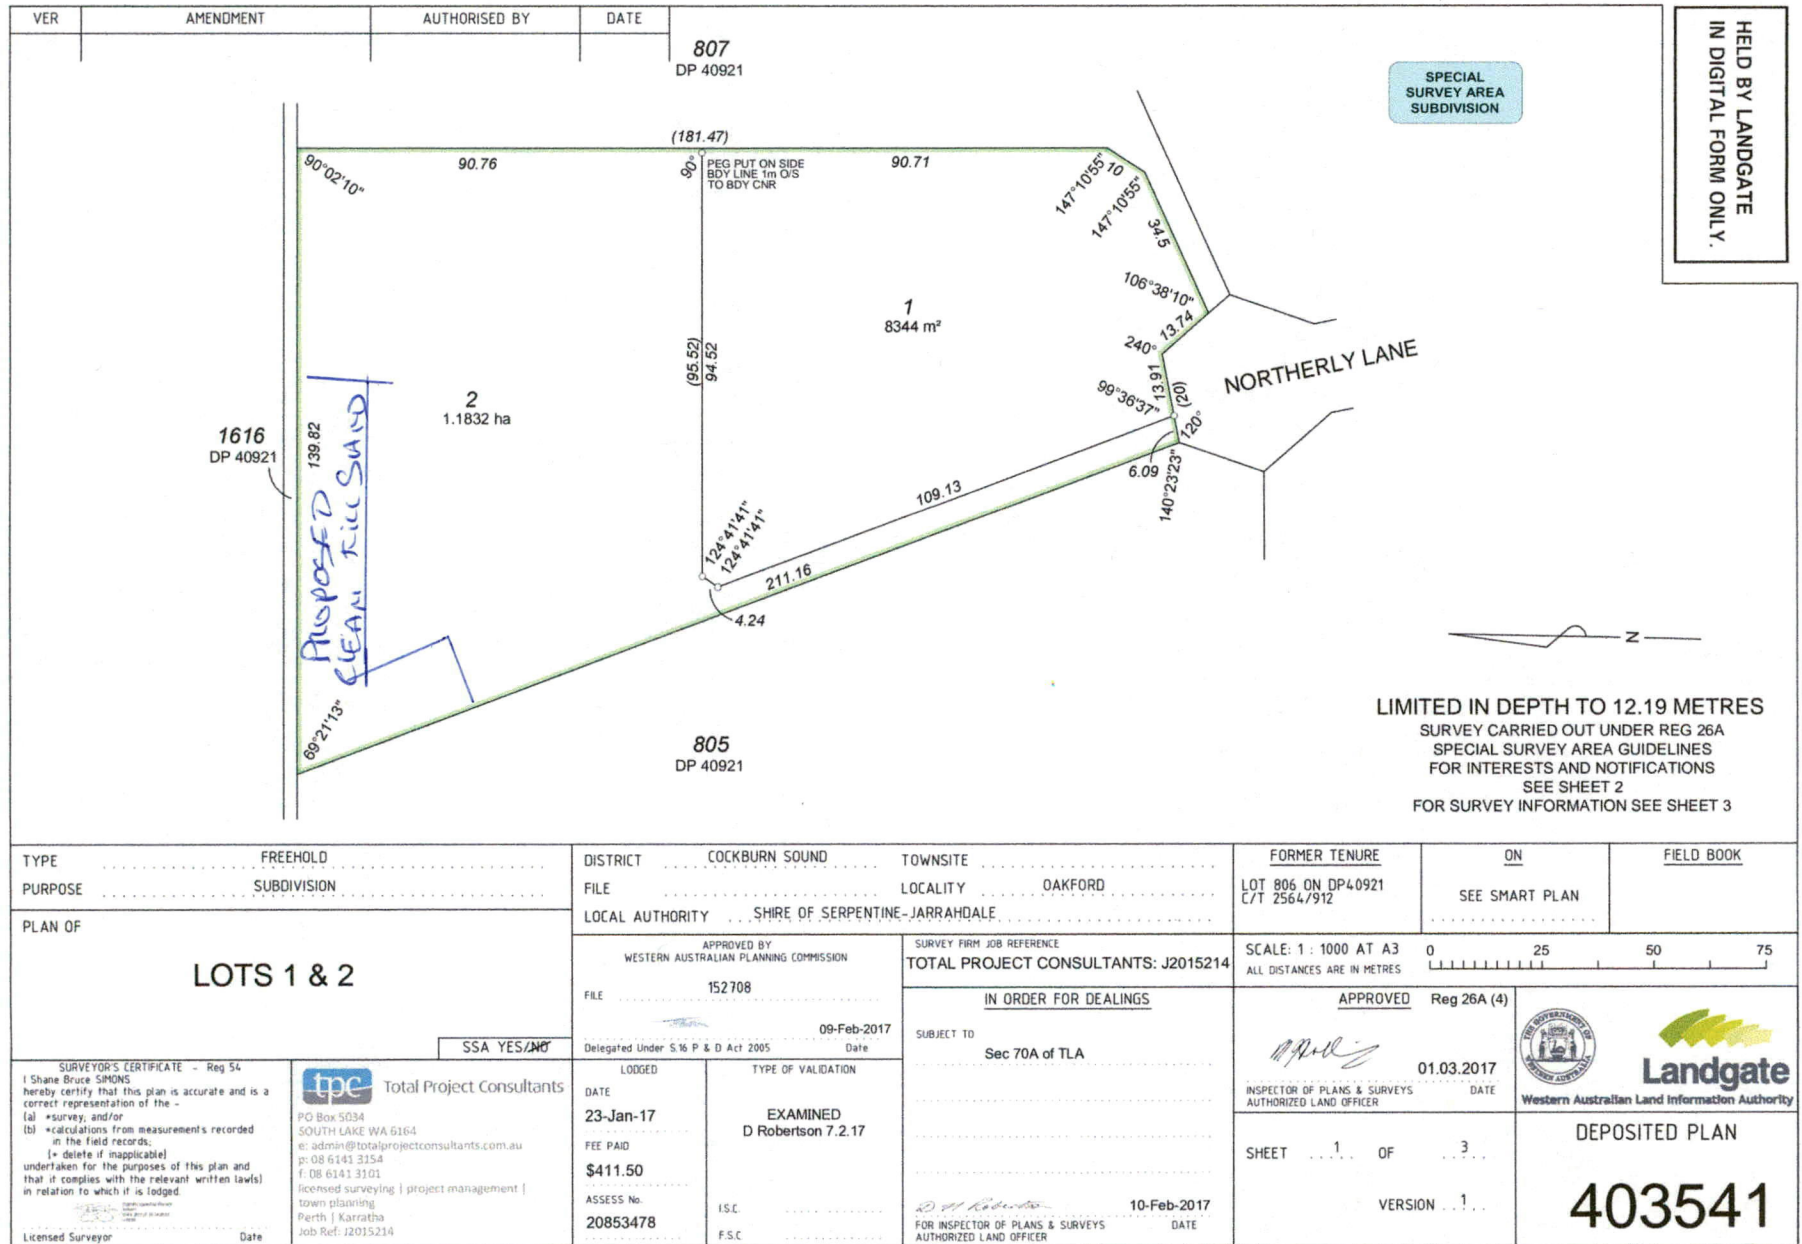 VER AMENDMENT AUTHORISED BY DATE
HELD BY LANDGATE
IN DIGITAL FORM ONLY.
SPECIAL
SURVEY AREA
SUBDIVISION
807
DP 40921
(181.47)
90°02'10"
90.76
90°
PEG PUT ON SIDE
BDY LINE 1m O/S
TO BDY CNR
90.71
147°10'55"
10
147°10'55"
34.5
106°38'10"
13.74
240°
13.91
(20)
99°36'37"
120°
6.09
140°23'23"
NORTHERLY LANE
1
8344 m²
(95.52)
94.52
2
1.1832 ha
1616
DP 40921
139.82
PROPOSED
CLEAN FILL SAND
109.13
124°41'41"
124°41'41"
211.16
4.24
69°21'13"
805
DP 40921
N
LIMITED IN DEPTH TO 12.19 METRES
SURVEY CARRIED OUT UNDER REG 26A
SPECIAL SURVEY AREA GUIDELINES
FOR INTERESTS AND NOTIFICATIONS
SEE SHEET 2
FOR SURVEY INFORMATION SEE SHEET 3
TYPE FREEHOLD
PURPOSE SUBDIVISION
PLAN OF
LOTS 1 & 2
SSA YES/NO
DISTRICT COCKBURN SOUND TOWNSITE
FILE LOCALITY OAKFORD
LOCAL AUTHORITY SHIRE OF SERPENTINE-JARRAHDALE
FORMER TENURE
LOT 806 ON DP40921
C/T 2564/912
ON
SEE SMART PLAN
FIELD BOOK
APPROVED BY
WESTERN AUSTRALIAN PLANNING COMMISSION
FILE 152708
09-Feb-2017
Delegated Under S.16 P & D Act 2005 Date
SURVEY FIRM JOB REFERENCE
TOTAL PROJECT CONSULTANTS: J2015214
SCALE: 1 : 1000 AT A3
ALL DISTANCES ARE IN METRES
0 25 50 75
IN ORDER FOR DEALINGS
SUBJECT TO
Sec 70A of TLA
10-Feb-2017
FOR INSPECTOR OF PLANS & SURVEYS DATE
AUTHORIZED LAND OFFICER
APPROVED Reg 26A (4)
01.03.2017
INSPECTOR OF PLANS & SURVEYS DATE
AUTHORIZED LAND OFFICER
THE GOVERNMENT OF
WESTERN AUSTRALIA
Landgate
Western Australian Land Information Authority
SURVEYOR'S CERTIFICATE - Reg 54
I Shane Bruce SIMONS
hereby certify that this plan is accurate and is a
correct representation of the -
(a) *survey; and/or
(b) *calculations from measurements recorded
in the field records;
[* delete if inapplicable]
undertaken for the purposes of this plan and
that it complies with the relevant written law(s)
in relation to which it is lodged.
Licensed Surveyor Date
tpc Total Project Consultants
PO Box 5034
SOUTH LAKE WA 6164
e: admin@totalprojectconsultants.com.au
p: 08 6141 3154
f: 08 6141 3101
licensed surveying | project management |
town planning
Perth | Karratha
Job Ref: J2015214
LODGED
DATE
23-Jan-17
FEE PAID
$411.50
ASSESS No.
20853478
TYPE OF VALIDATION
EXAMINED
D Robertson 7.2.17
I.S.C.
F.S.C
SHEET 1 OF 3
VERSION 1
DEPOSITED PLAN
403541